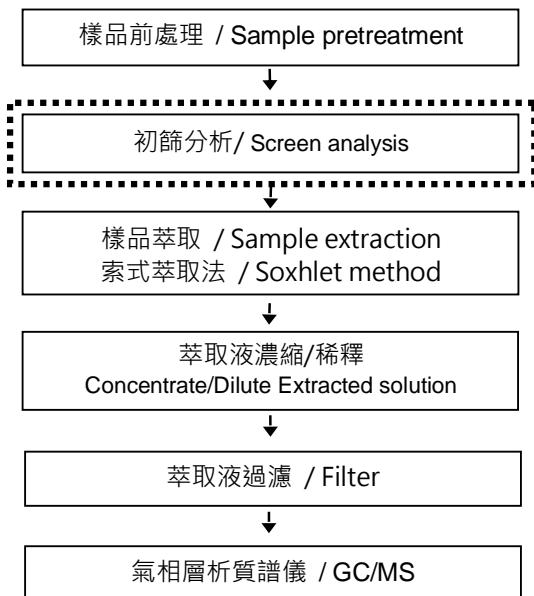 樣品前處理 / Sample pretreatment
初篩分析/ Screen analysis
樣品萃取 / Sample extraction
索式萃取法 / Soxhlet method
萃取液濃縮/稀釋
Concentrate/Dilute Extracted solution
萃取液過濾 / Filter
氣相層析質譜儀 / GC/MS